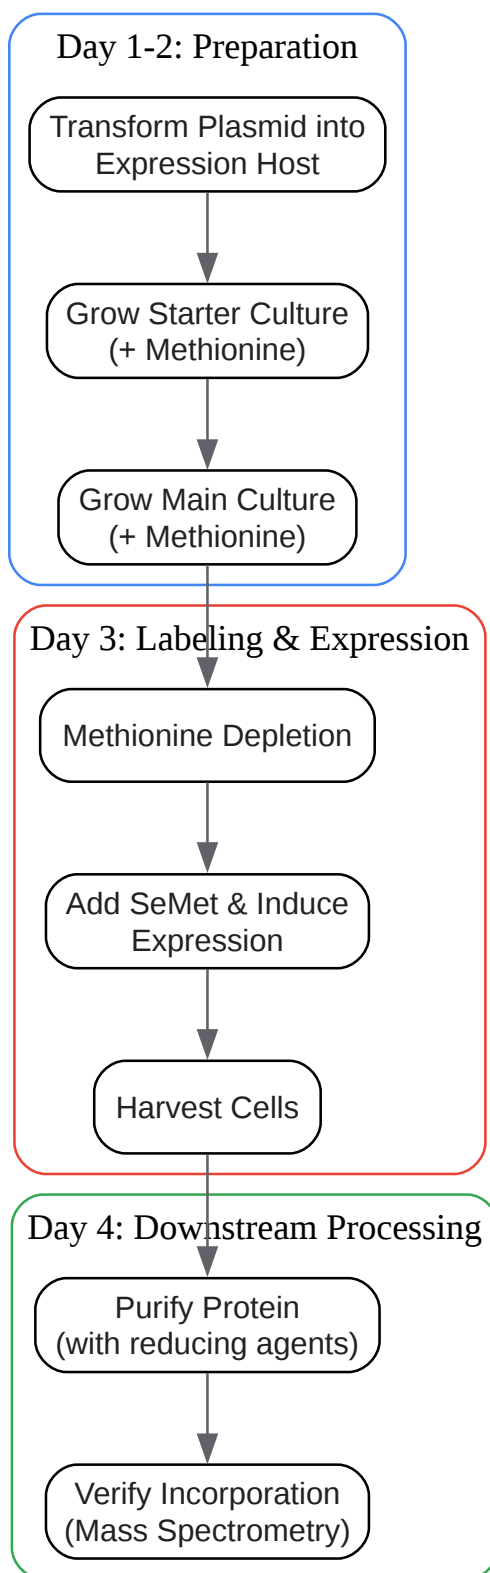 Day 1-2: Preparation
Transform Plasmid into
Expression Host
Grow Starter Culture
(+ Methionine)
Grow Main Culture
(+ Methionine)
Day 3: Labeling & Expression
Methionine Depletion
Add SeMet & Induce
Expression
Harvest Cells
Day 4: Downstream Processing
Purify Protein
(with reducing agents)
Verify Incorporation
(Mass Spectrometry)